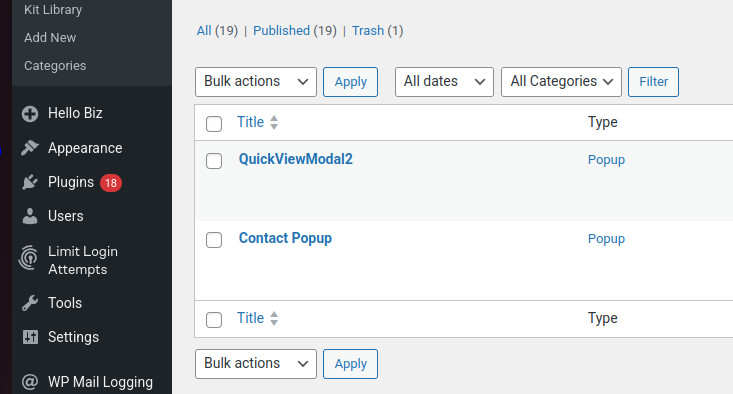 Kit Library
Add New
Categories
Hello Biz
Appearance
Plugins 18
Users
Limit Login
Attempts
Tools
Settings
WP Mail Logging
All (19) | Published (19) | Trash (1)
Bulk actions Apply All dates All Categories Filter
Title Type
QuickViewModal2 Popup
Contact Popup Popup
Title Type
Bulk actions Apply